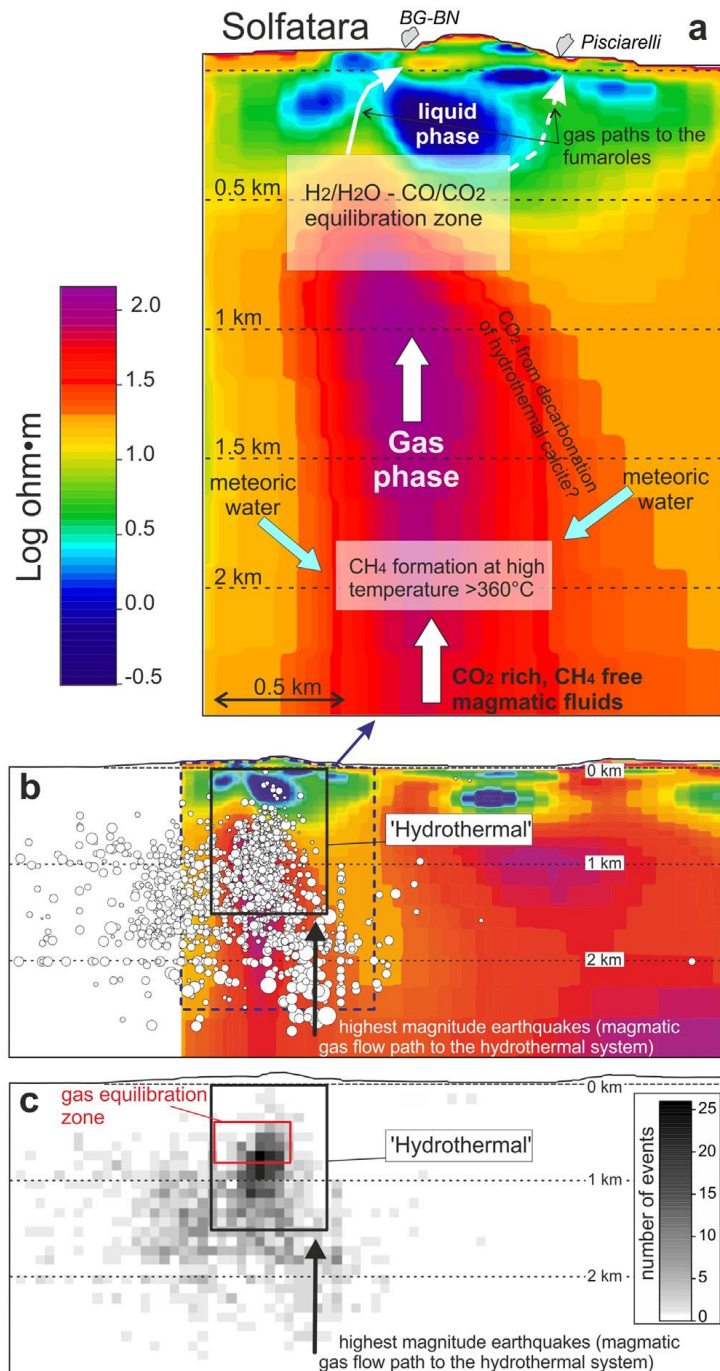 Solfatara
BG-BN
Pisciarelli
a
liquid
phase
gas paths to the
fumaroles
0.5 km
H2/H2O - CO/CO2
equilibration zone
2.0
1.5
1.0
0.5
0.0
-0.5
Log ohm•m
1 km
CO2 from decarbonation
of hydrothermal calcite?
Gas
phase
1.5 km
meteoric
water
meteoric
water
CH4 formation at high
temperature >360°C
2 km
0.5 km
CO2 rich, CH4 free
magmatic fluids
b
0 km
'Hydrothermal'
1 km
2 km
highest magnitude earthquakes (magmatic
gas flow path to the hydrothermal system)
c
gas equilibration
zone
0 km
'Hydrothermal'
1 km
2 km
25
20
15
10
5
0
number of events
highest magnitude earthquakes (magmatic
gas flow path to the hydrothermal system)